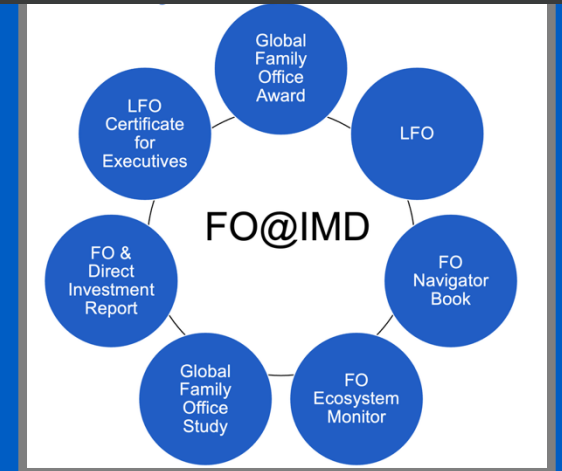 Global
Family
Office
Award
LFO
FO
Navigator
Book
FO
Ecosystem
Monitor
Global
Family
Office
Study
FO &
Direct
Investment
Report
LFO
Certificate
for
Executives
FO@IMD